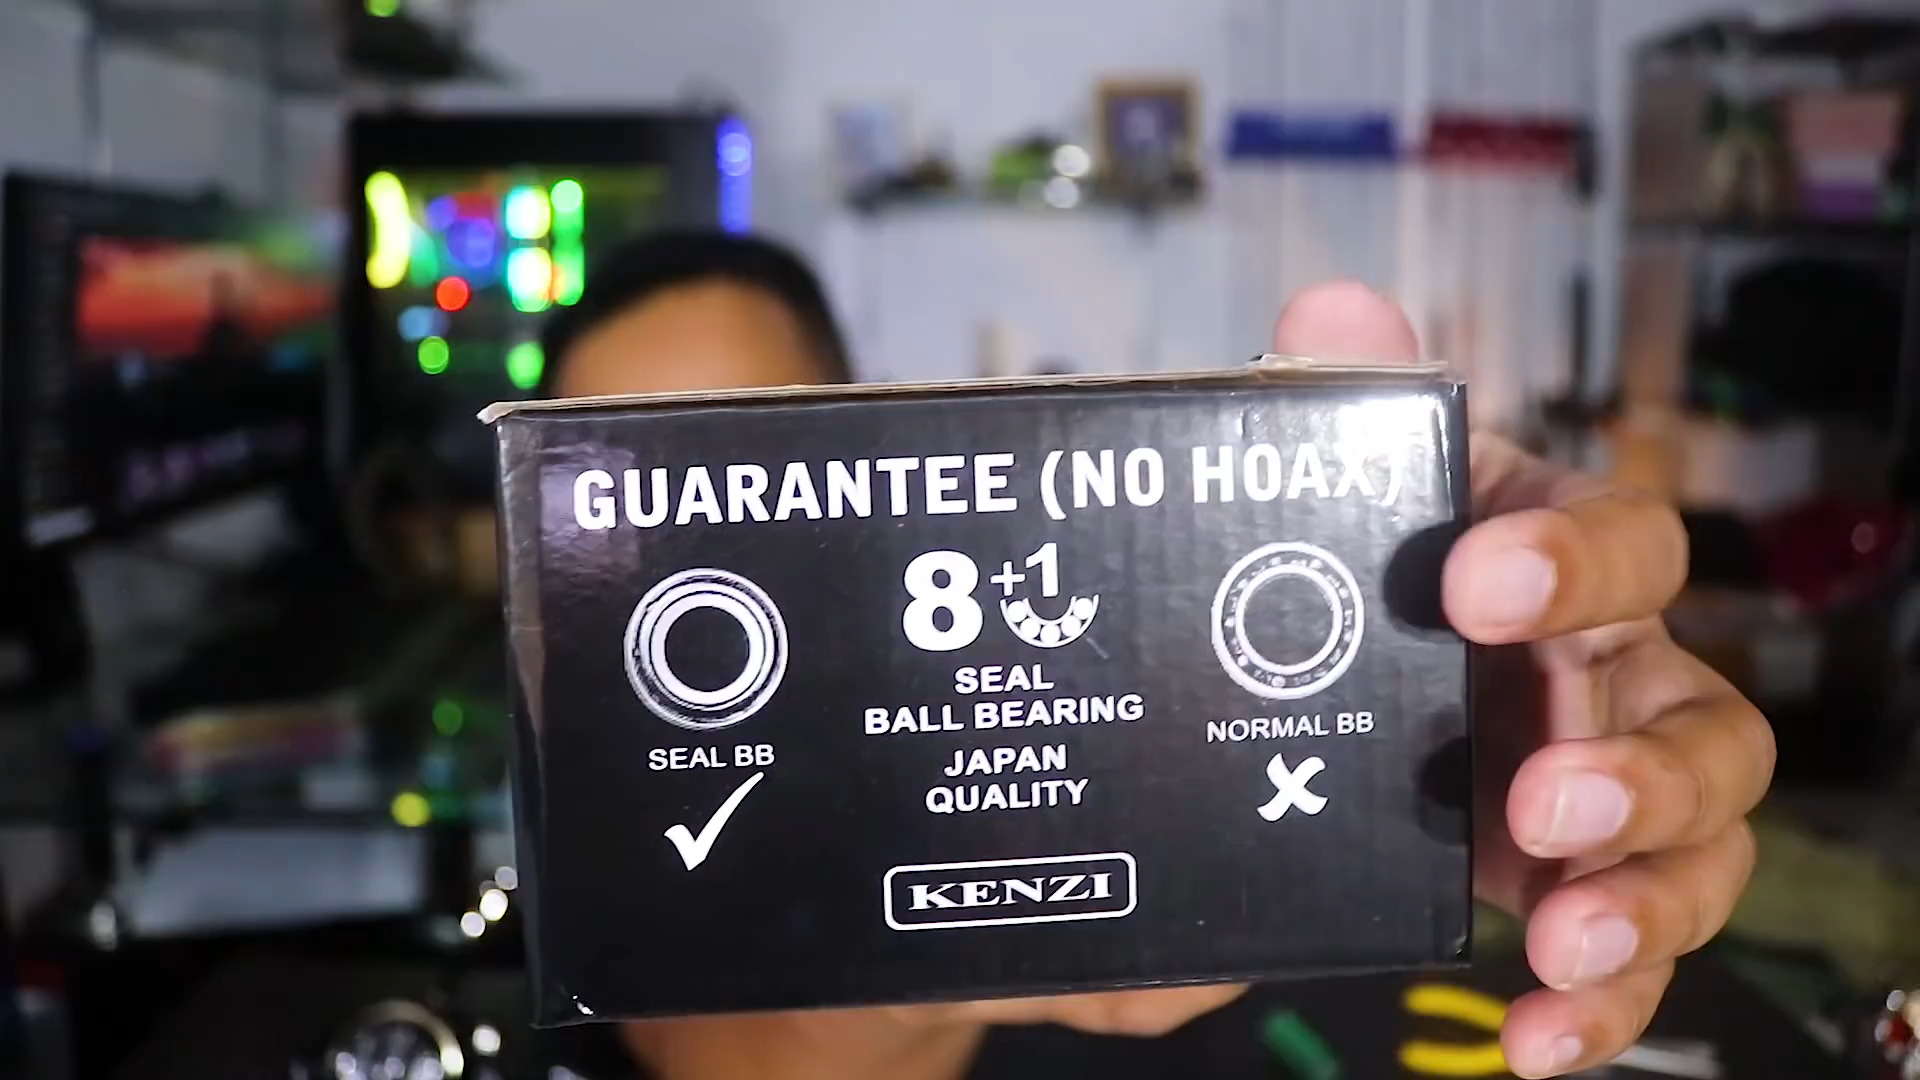 GUARANTEE (NO HOAX)
8+1
SEAL
BALL BEARING
JAPAN
QUALITY
SEAL BB
NORMAL BB
KENZI